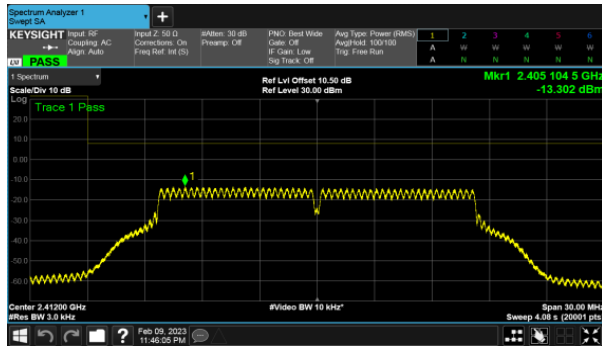 Spectrum Analyzer 1
Swept SA
+
KEYSIGHT
Input: RF
Coupling: AC
Align: Auto
Input Z: 50 Ω
Corrections: On
Freq Ref: Int (S)
#Atten: 30 dB
Preamp: Off
PNO: Best Wide
Gate: Off
IF Gain: Low
Sig Track: Off
Avg Type: Power (RMS)
Avg|Hold: 100/100
Trig: Free Run
1 2 3 4 5 6
A W W W W W
A N N N N N
LXI PASS
1 Spectrum
Scale/Div 10 dB
Ref Lvl Offset 10.50 dB
Ref Level 30.00 dBm
Mkr1 2.405 104 5 GHz
-13.302 dBm
Log
Trace 1 Pass
20.0
10.0
0.00
-10.0
-20.0
-30.0
-40.0
-50.0
-60.0
1
Center 2.41200 GHz
#Res BW 3.0 kHz
#Video BW 10 kHz*
Span 30.00 MHz
Sweep 4.08 s (20001 pts)
?
Feb 09, 2023
11:46:05 PM